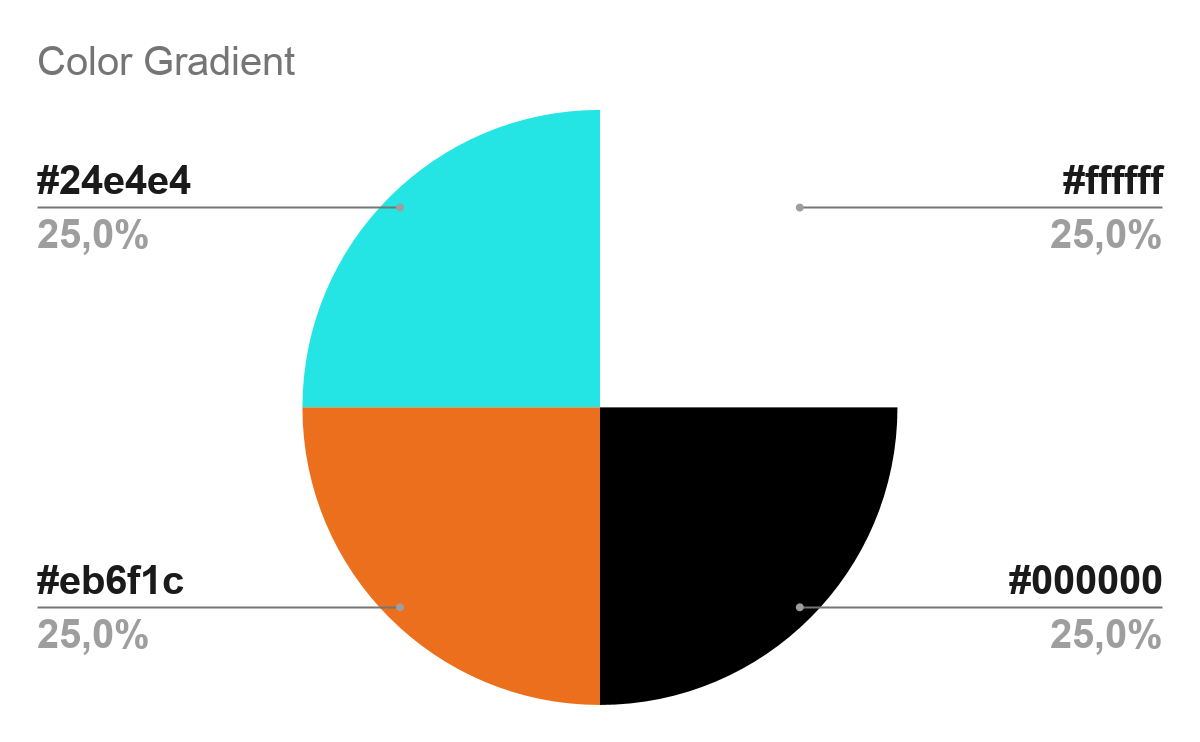 Color Gradient
#24e4e4
25,0%
#ffffff
25,0%
#eb6f1c
25,0%
#000000
25,0%